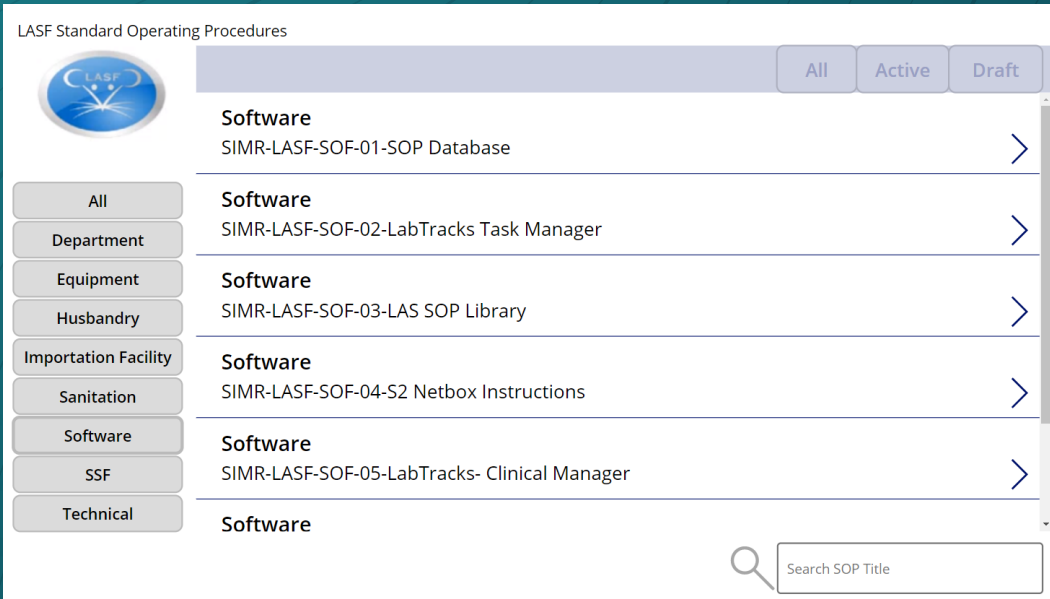 LASF Standard Operating Procedures
LASF
All
Active
Draft
All
Department
Equipment
Husbandry
Importation Facility
Sanitation
Software
SSF
Technical
Software
SIMR-LASF-SOF-01-SOP Database
Software
SIMR-LASF-SOF-02-LabTracks Task Manager
Software
SIMR-LASF-SOF-03-LAS SOP Library
Software
SIMR-LASF-SOF-04-S2 Netbox Instructions
Software
SIMR-LASF-SOF-05-LabTracks- Clinical Manager
Software
Search SOP Title